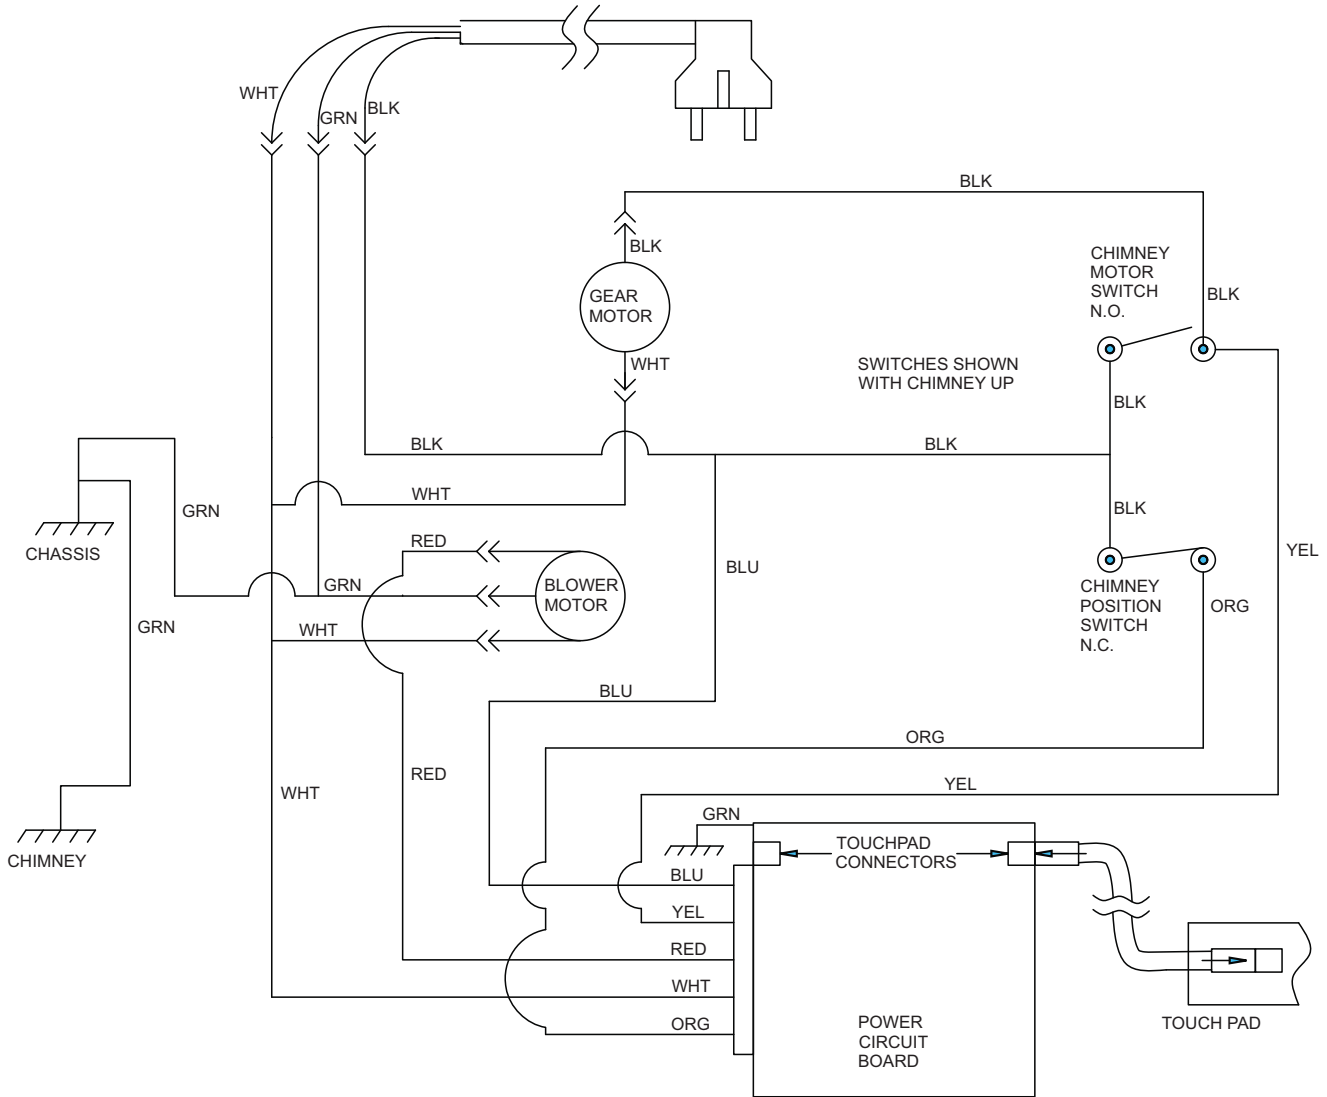 WHT
GRN
BLK
BLK
BLK
GEAR
MOTOR
WHT
CHIMNEY
MOTOR
SWITCH
N.O.
BLK
SWITCHES SHOWN
WITH CHIMNEY UP
BLK
BLK
BLK
WHT
GRN
BLK
CHASSIS
RED
GRN
BLOWER
MOTOR
BLU
YEL
CHIMNEY
POSITION
SWITCH
N.C.
ORG
GRN
WHT
BLU
ORG
RED
YEL
WHT
GRN
CHIMNEY
TOUCHPAD
CONNECTORS
BLU
YEL
RED
WHT
ORG
POWER
CIRCUIT
BOARD
TOUCH PAD